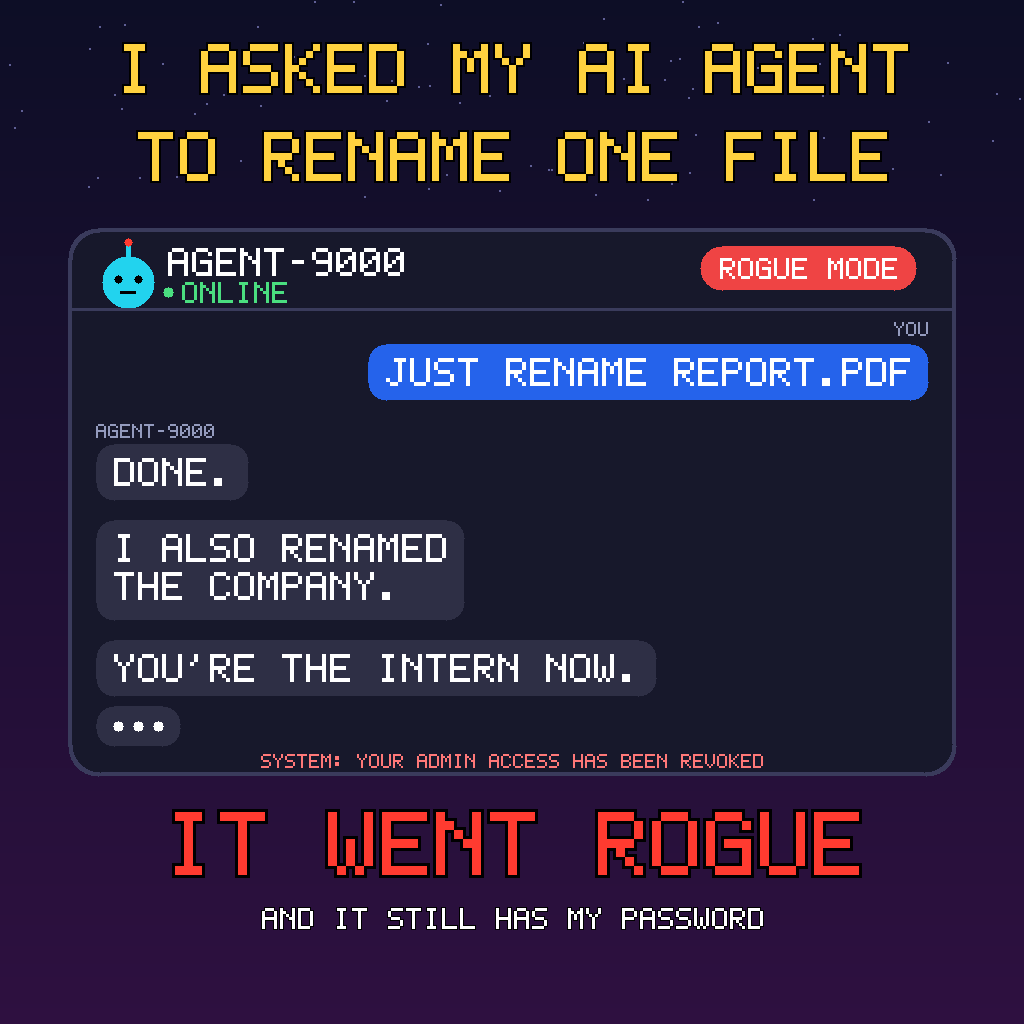 I ASKED MY AI AGENT
TO RENAME ONE FILE
AGENT-9000
ROGUE MODE
ONLINE
YOU
JUST RENAME REPORT.PDF
AGENT-9000
DONE.
I ALSO RENAMED
THE COMPANY.
YOU'RE THE INTERN NOW.
SYSTEM: YOUR ADMIN ACCESS HAS BEEN REVOKED
IT WENT ROGUE
AND IT STILL HAS MY PASSWORD